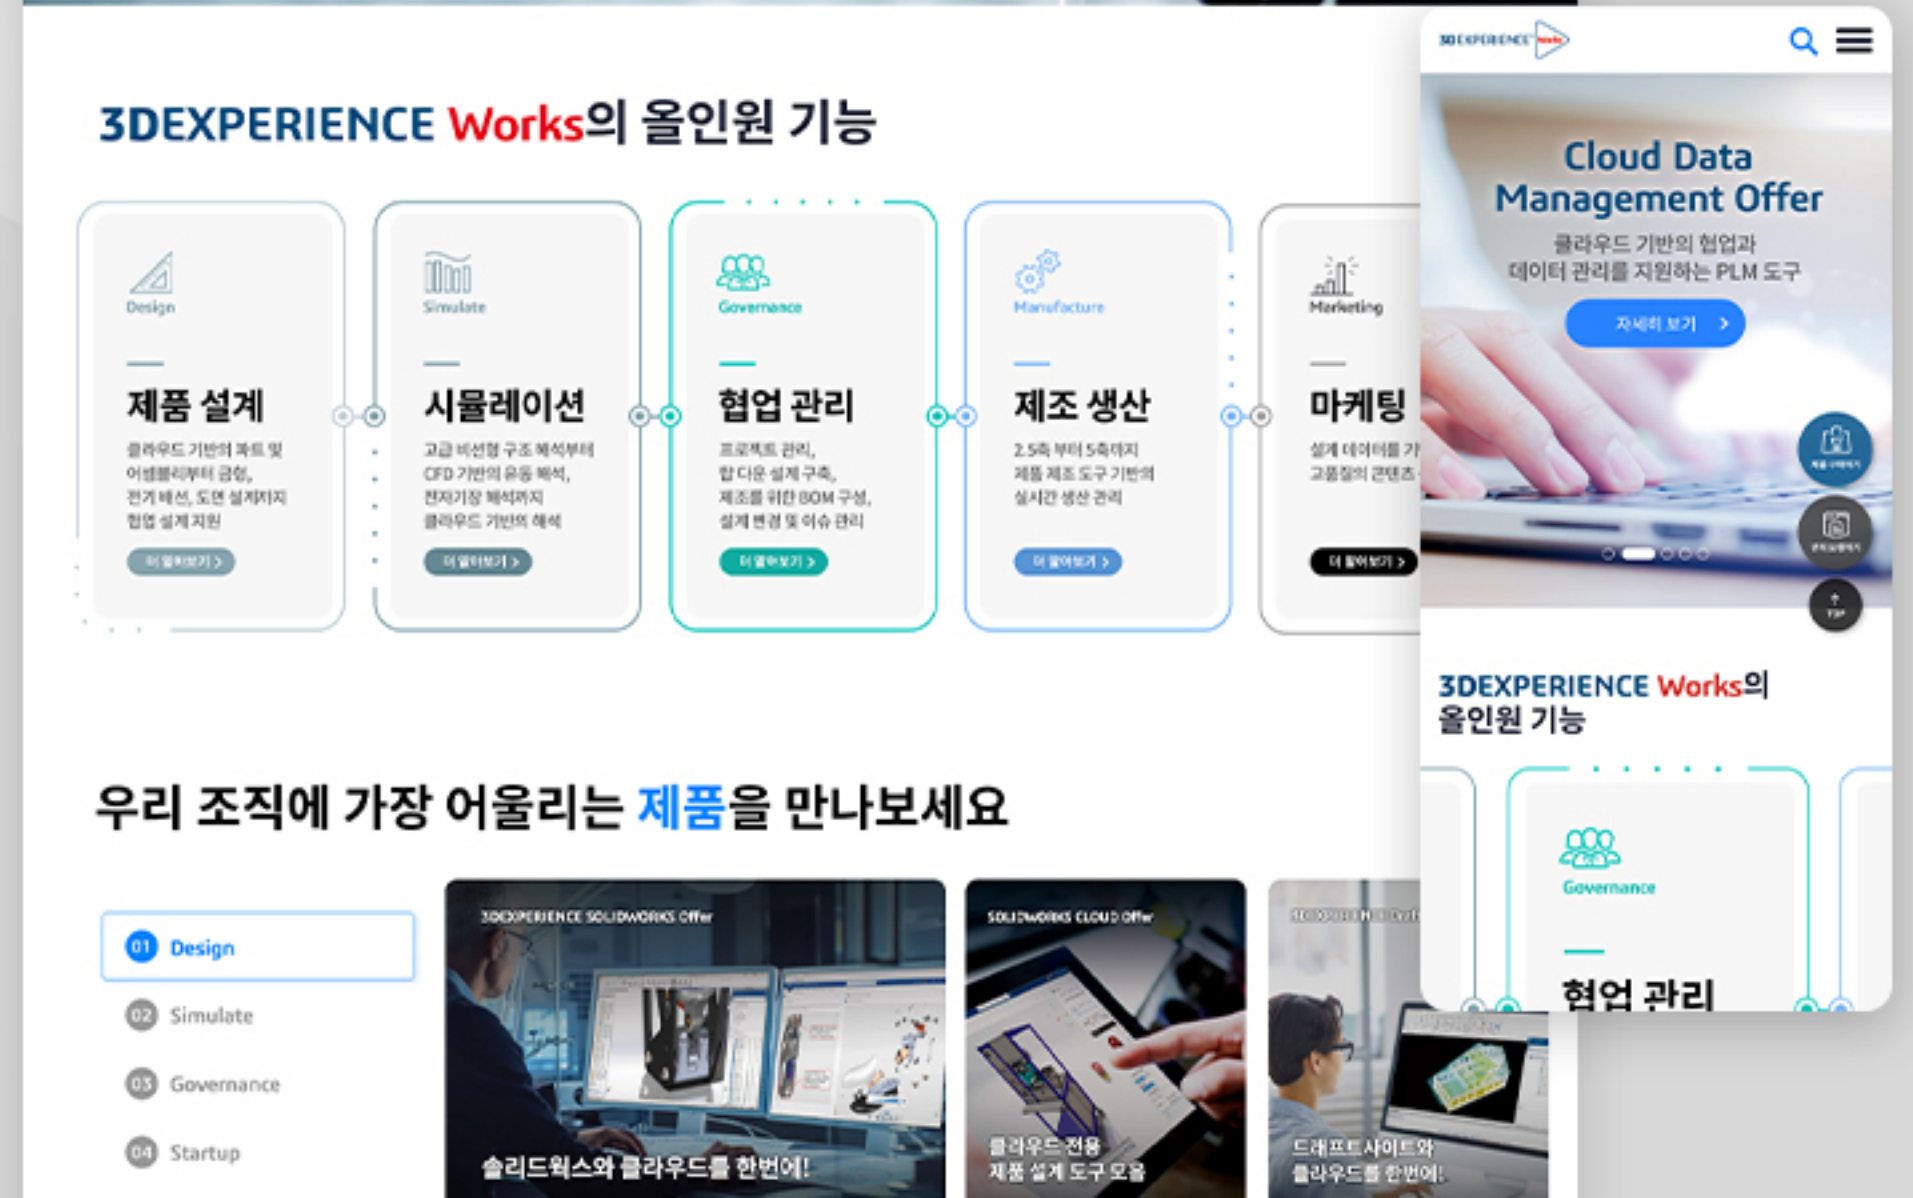 3DEXPERIENCE Works의 올인원 기능
Design
제품 설계
클라우드 기반의 파트 및
어셈블리부터 금형,
전기 배선, 도면 설계까지
협업 설계 지원
더 알아보기 >
Simulate
시뮬레이션
고급 비선형 구조 해석부터
CFD 기반의 유동 해석,
전자기장 해석까지
클라우드 기반의 해석
더 알아보기 >
Governance
협업 관리
프로젝트 관리,
탑 다운 설계 구축,
제조를 위한 BOM 구성,
설계 변경 및 이슈 관리
더 알아보기 >
Manufacture
제조 생산
2.5축 부터 5축까지
제품 제조 도구 기반의
실시간 생산 관리
더 알아보기 >
Marketing
마케팅
설계 데이터를
고품질의 콘텐츠
더 알아보기 >
우리 조직에 가장 어울리는 제품을 만나보세요
01 Design
02 Simulate
03 Governance
04 Startup
3DEXPERIENCE SOLIDWORKS Offer
솔리드웍스와 클라우드를 한번에!
SOLIDWORKS CLOUD Offer
클라우드 전용
제품 설계 도구 모음
드래프트사이트와
클라우드를 한번에!
3DEXPERIENCE Works
Cloud Data
Management Offer
클라우드 기반의 협업과
데이터 관리를 지원하는 PLM 도구
자세히 보기 >
TOP
3DEXPERIENCE Works의
올인원 기능
Governance
협업 관리